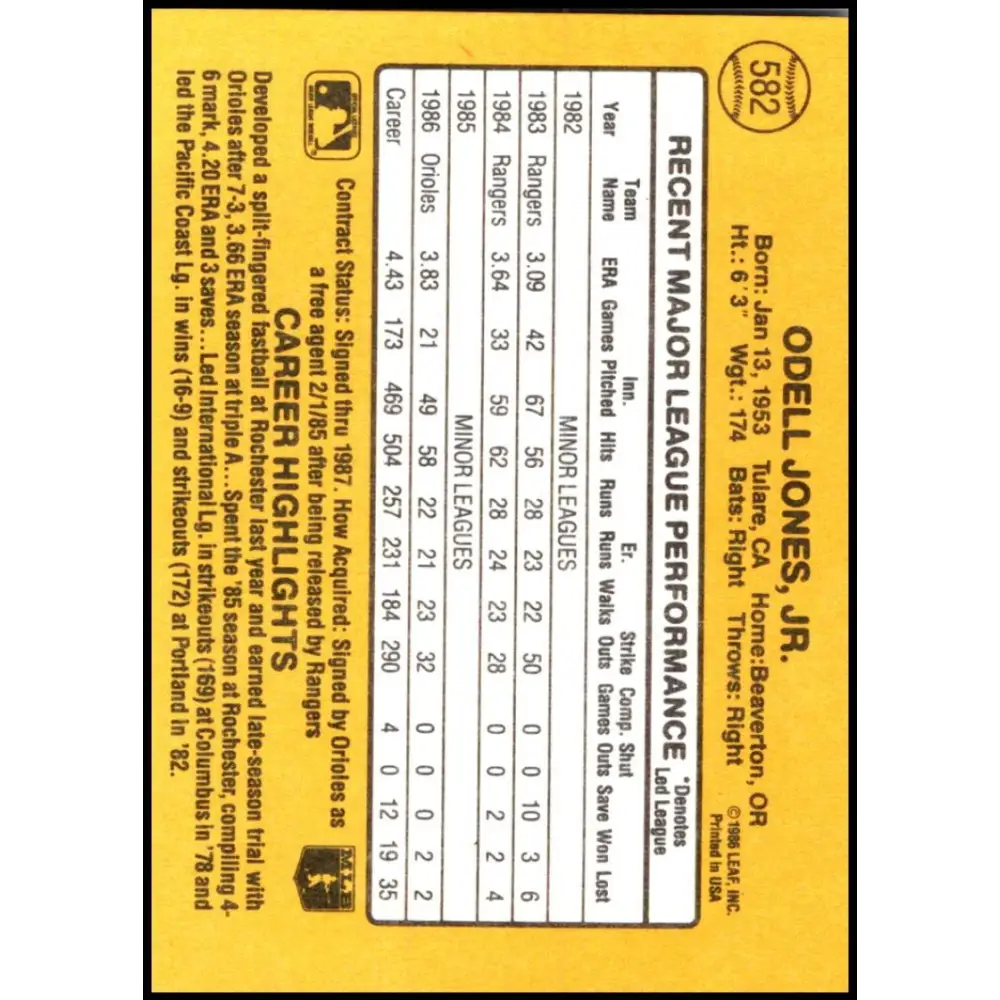 582
ODELL JONES, JR.
Born: Jan 13, 1953 Tulare, CA Home:Beaverton, OR
Ht.: 6'3" Wgt.: 174 Bats: Right Throws: Right
©1986 LEAF, INC.
Printed in USA
RECENT MAJOR LEAGUE PERFORMANCE *Denotes Led League
Team Inn. Er. Strike Comp. Shut
Year Name ERA Games Pitched Hits Runs Runs Walks Outs Games Outs Save Won Lost
1982 MINOR LEAGUES
1983 Rangers 3.09 42 67 56 28 23 22 50 0 0 10 3 6
1984 Rangers 3.64 33 59 62 28 24 23 28 0 0 2 2 4
1985 MINOR LEAGUES
1986 Orioles 3.83 21 49 58 22 21 23 32 0 0 0 2 2
Career 4.43 173 469 504 257 231 184 290 4 0 12 19 35
Contract Status: Signed thru 1987. How Acquired: Signed by Orioles as
a free agent 2/1/85 after being released by Rangers
MLB
CAREER HIGHLIGHTS
Developed a split-fingered fastball at Rochester last year and earned late-season trial with
Orioles after 7-3, 3.66 ERA season at triple A...Spent the '85 season at Rochester, compiling 4-
6 mark, 4.20 ERA and 3 saves...Led International Lg. in strikeouts (169) at Columbus in '78 and
led the Pacific Coast Lg. in wins (16-9) and strikeouts (172) at Portland in '82.